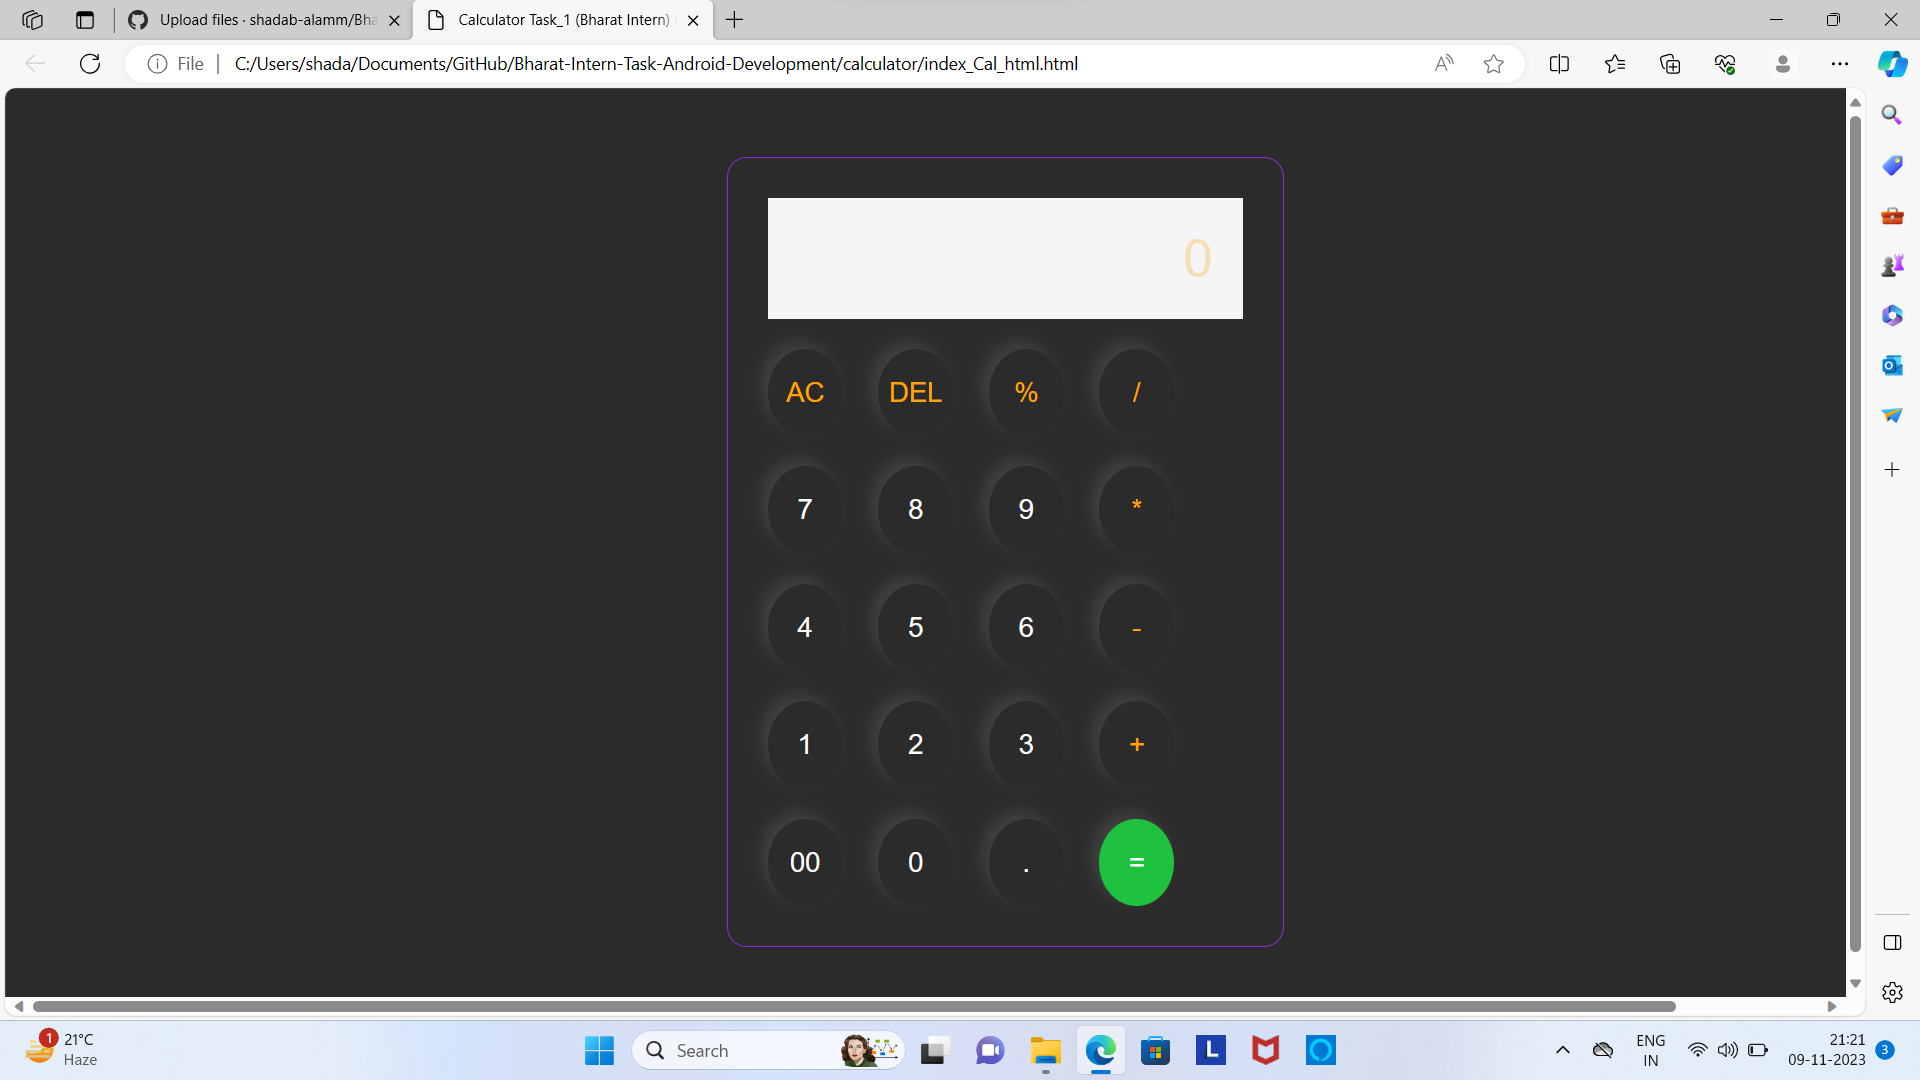 Upload files · shadab-alamm/Bha
Calculator Task_1 (Bharat Intern)
File
C:/Users/shada/Documents/GitHub/Bharat-Intern-Task-Android-Development/calculator/index_Cal_html.html
0
AC DEL % /
7 8 9 *
4 5 6 -
1 2 3 +
00 0 . =
1
21°C
Haze
Search
L
ENG
IN
21:21
09-11-2023
3